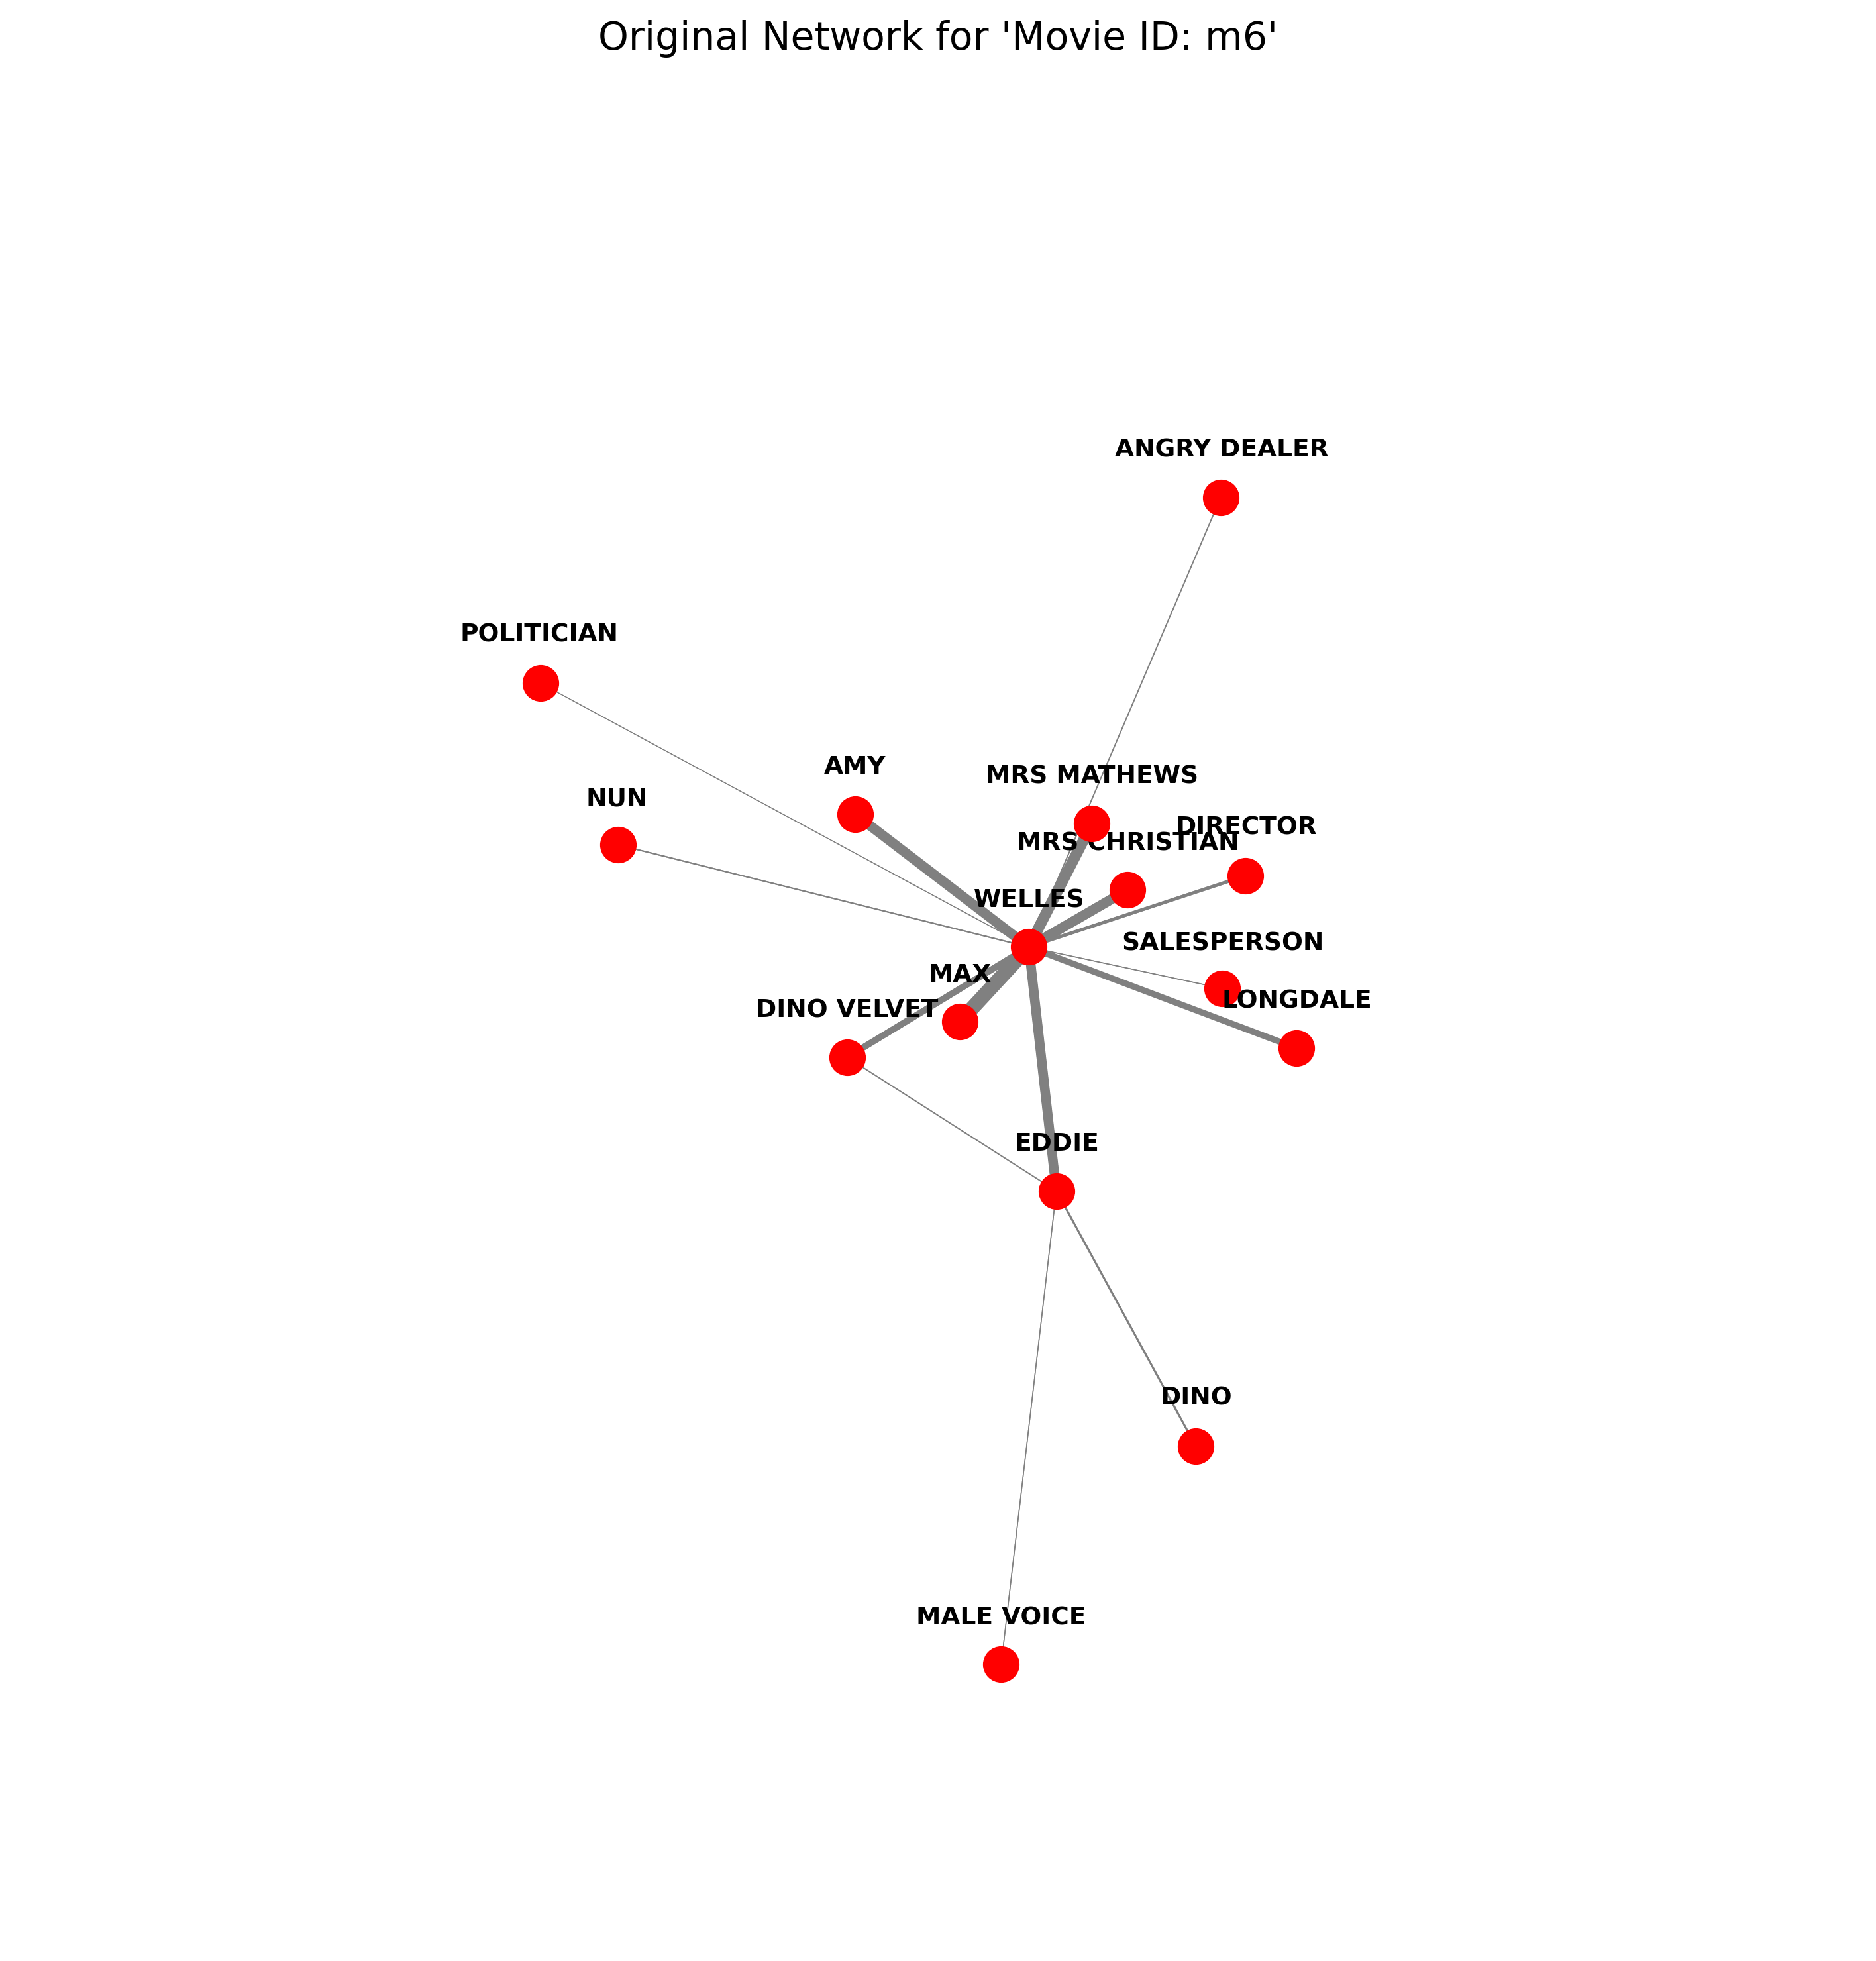 Original Network for 'Movie ID: m6'
ANGRY DEALER
POLITICIAN
AMY
MRS MATHEWS
NUN
DIRECTOR
MRS CHRISTIAN
WELLES
SALESPERSON
MAX
LONGDALE
DINO VELVET
EDDIE
DINO
MALE VOICE